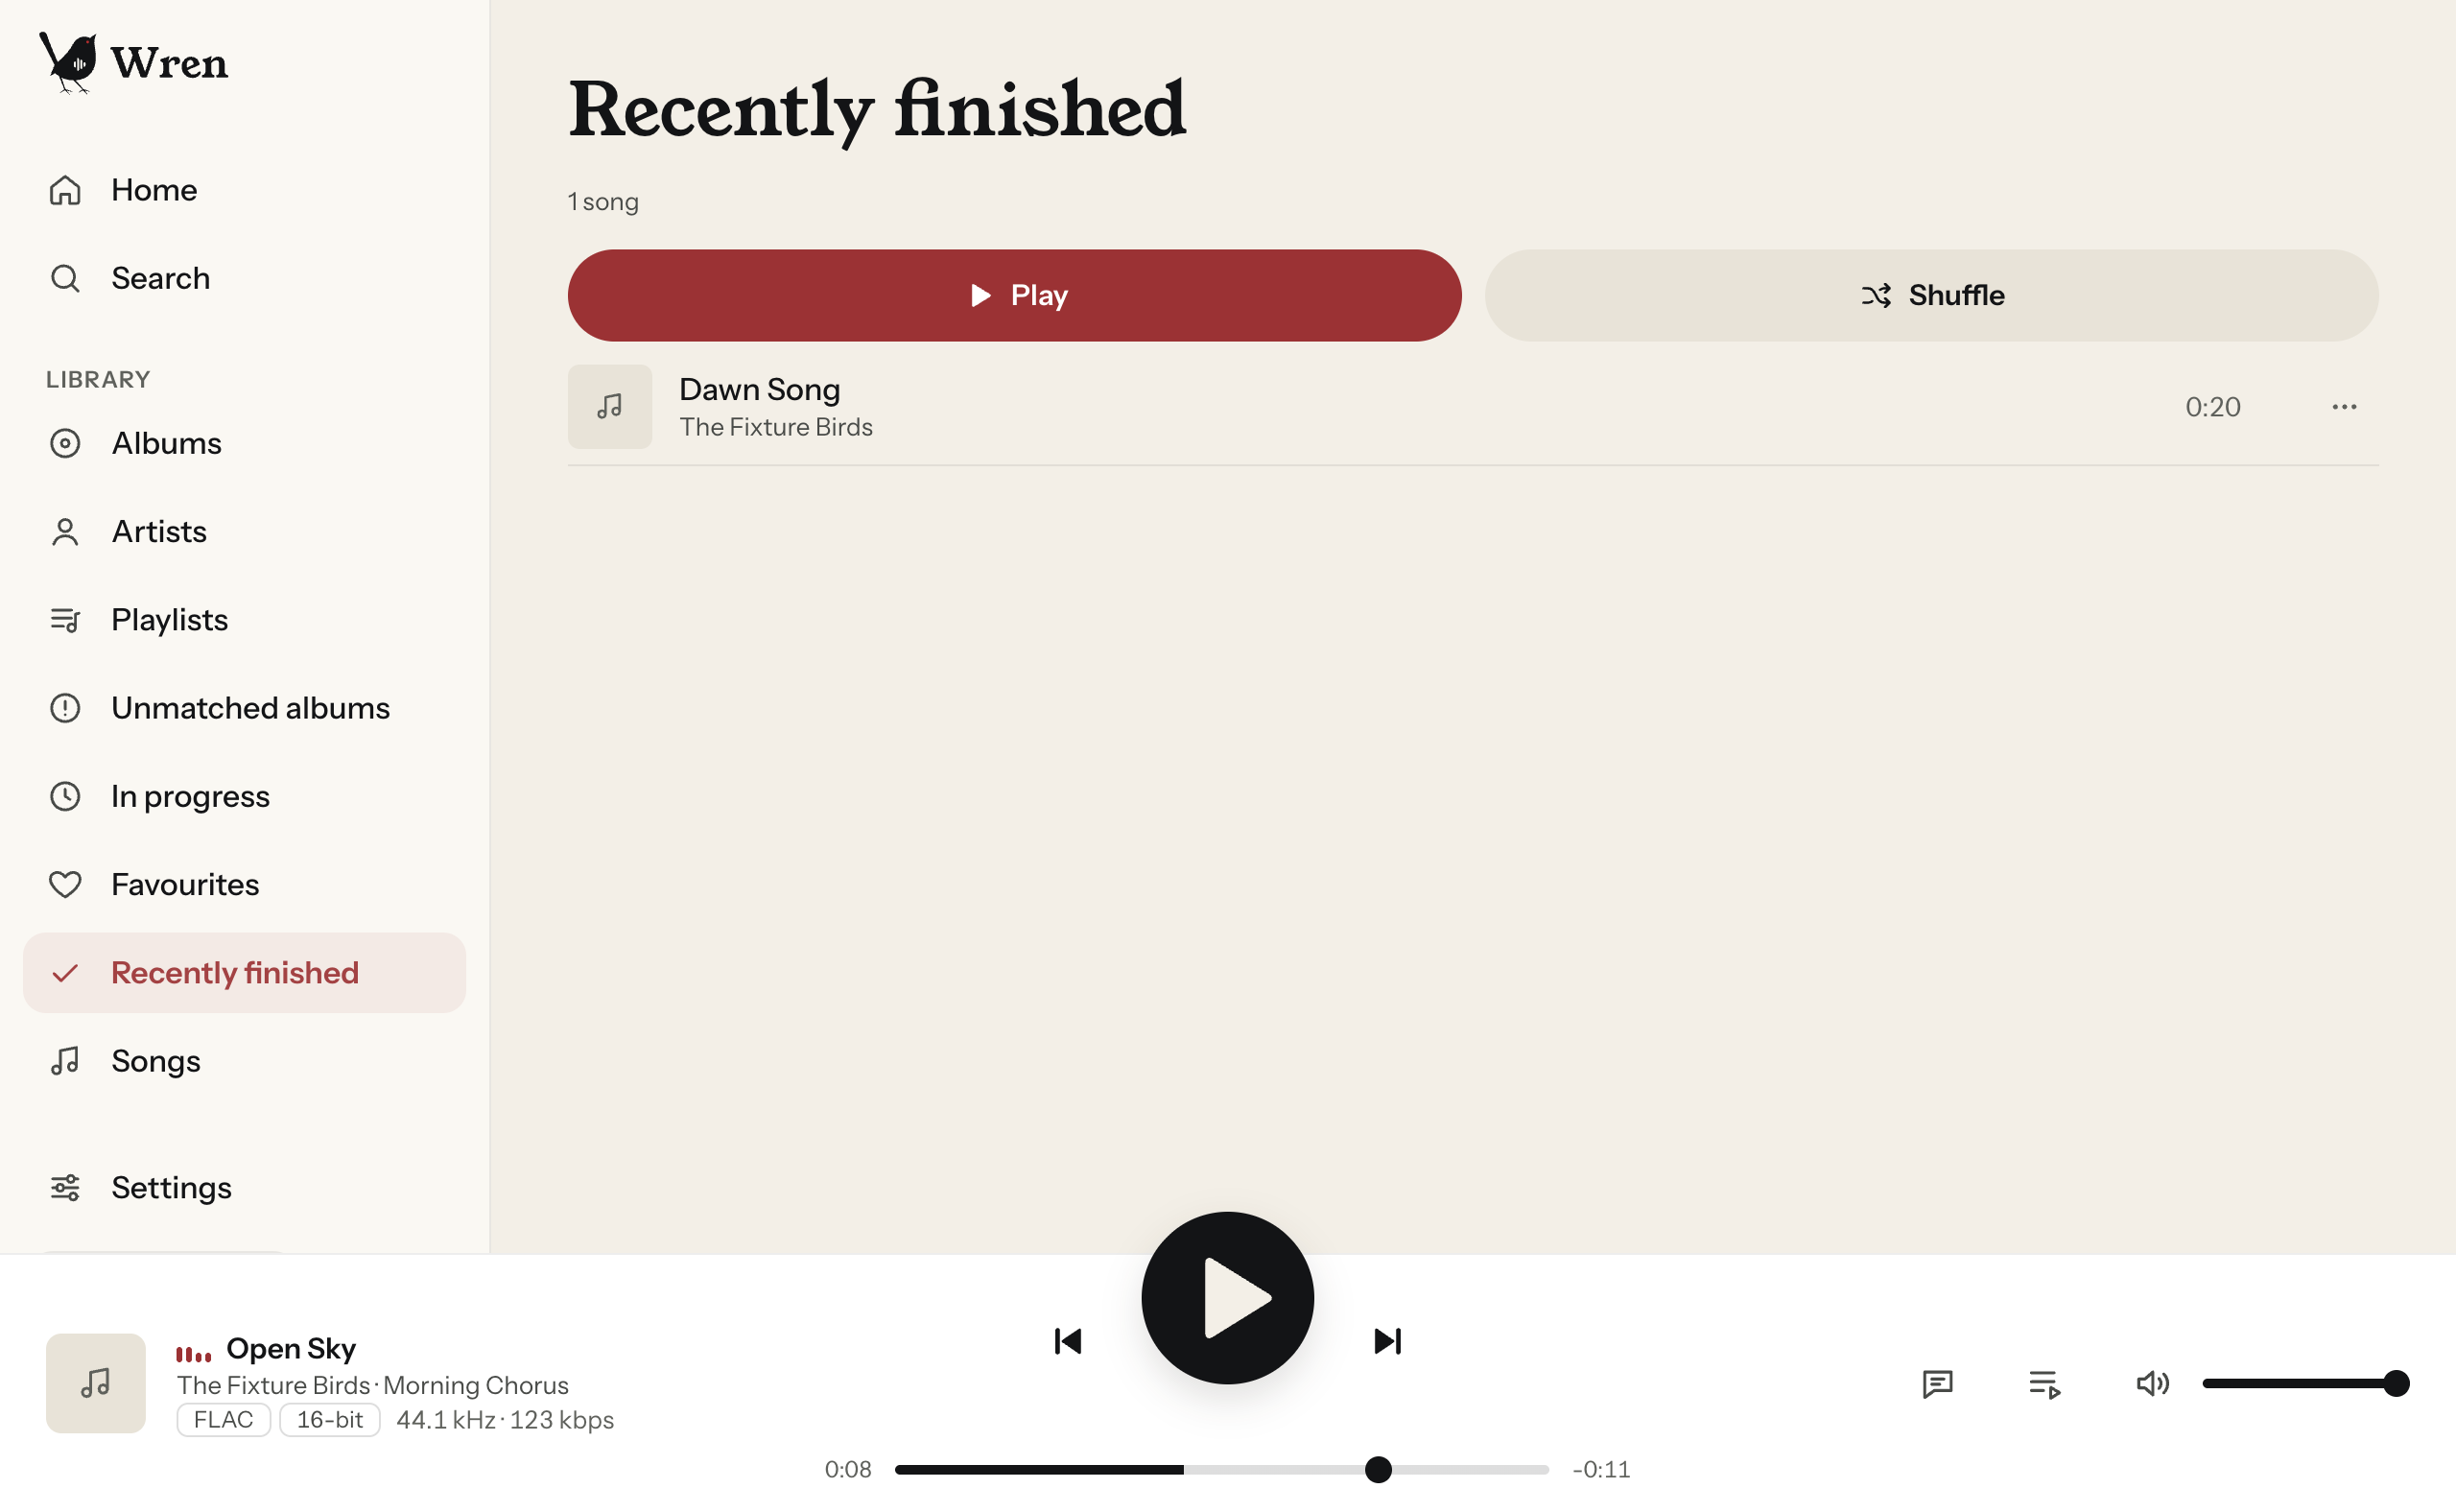 Wren
Home
Search
LIBRARY
Albums
Artists
Playlists
Unmatched albums
In progress
Favourites
Recently finished
Songs
Settings
Recently finished
1 song
Play
Shuffle
Dawn Song
The Fixture Birds
0:20
Open Sky
The Fixture Birds · Morning Chorus
FLAC 16-bit 44.1 kHz · 123 kbps
0:08
-0:11